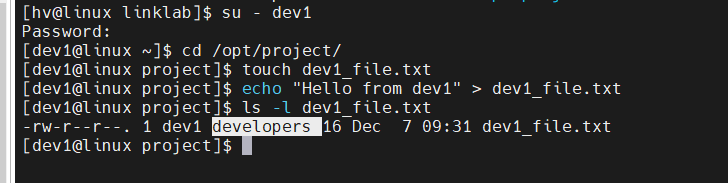 [hv@linux linklab]$ su - dev1
Password:
[dev1@linux ~]$ cd /opt/project/
[dev1@linux project]$ touch dev1_file.txt
[dev1@linux project]$ echo "Hello from dev1" > dev1_file.txt
[dev1@linux project]$ ls -l dev1_file.txt
-rw-r--r--. 1 dev1 developers 16 Dec  7 09:31 dev1_file.txt
[dev1@linux project]$